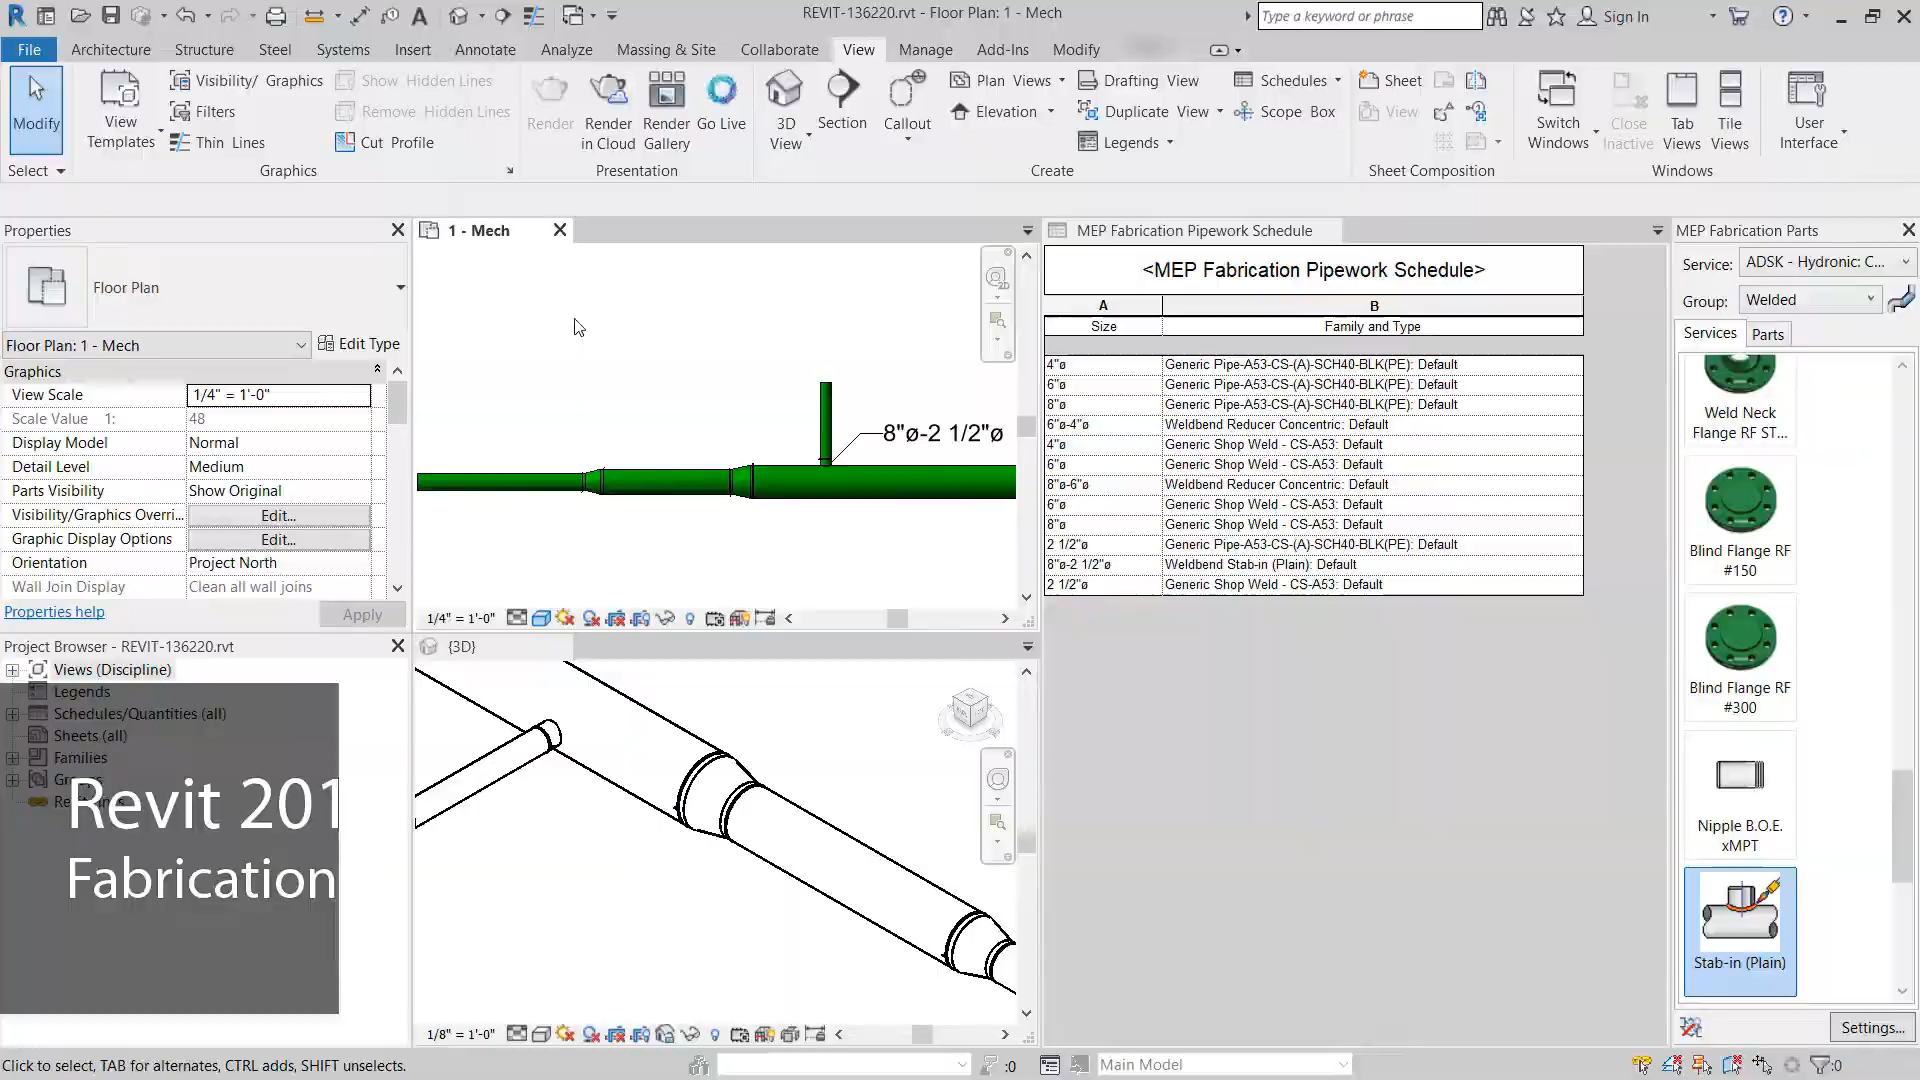 REVIT-136220.rvt - Floor Plan: 1 - Mech
Type a keyword or phrase
Sign In
File Architecture Structure Steel Systems Insert Annotate Analyze Massing & Site Collaborate View Manage Add-Ins Modify
Modify
View Templates
Visibility/ Graphics
Filters
Thin Lines
Show Hidden Lines
Remove Hidden Lines
Cut Profile
Render
Render in Cloud
Render Gallery
Go Live
3D View
Section
Callout
Plan Views
Elevation
Drafting View
Duplicate View
Legends
Schedules
Scope Box
Sheet
View
Switch Windows
Close Inactive
Tab Views
Tile Views
User Interface
Select
Graphics
Presentation
Create
Sheet Composition
Windows
Properties
Floor Plan
Floor Plan: 1 - Mech
Edit Type
Graphics
View Scale 1/4" = 1'-0"
Scale Value 1: 48
Display Model Normal
Detail Level Medium
Parts Visibility Show Original
Visibility/Graphics Overri... Edit...
Graphic Display Options Edit...
Orientation Project North
Wall Join Display Clean all wall joins
Properties help
Apply
Project Browser - REVIT-136220.rvt
Views (Discipline)
Legends
Schedules/Quantities (all)
Sheets (all)
Families
Revit 201
Fabrication
1 - Mech
2D
8"ø-2 1/2"ø
1/4" = 1'-0"
{3D}
1/8" = 1'-0"
MEP Fabrication Pipework Schedule
<MEP Fabrication Pipework Schedule>
A B
Size Family and Type
4"ø Generic Pipe-A53-CS-(A)-SCH40-BLK(PE): Default
6"ø Generic Pipe-A53-CS-(A)-SCH40-BLK(PE): Default
8"ø Generic Pipe-A53-CS-(A)-SCH40-BLK(PE): Default
6"ø-4"ø Weldbend Reducer Concentric: Default
4"ø Generic Shop Weld - CS-A53: Default
6"ø Generic Shop Weld - CS-A53: Default
8"ø-6"ø Weldbend Reducer Concentric: Default
6"ø Generic Shop Weld - CS-A53: Default
8"ø Generic Shop Weld - CS-A53: Default
2 1/2"ø Generic Pipe-A53-CS-(A)-SCH40-BLK(PE): Default
8"ø-2 1/2"ø Weldbend Stab-in (Plain): Default
2 1/2"ø Generic Shop Weld - CS-A53: Default
MEP Fabrication Parts
Service: ADSK - Hydronic: C...
Group: Welded
Services Parts
Weld Neck
Flange RF ST...
Blind Flange RF
#150
Blind Flange RF
#300
Nipple B.O.E.
xMPT
Stab-in (Plain)
Settings...
Click to select, TAB for alternates, CTRL adds, SHIFT unselects.
:0
Main Model
:0